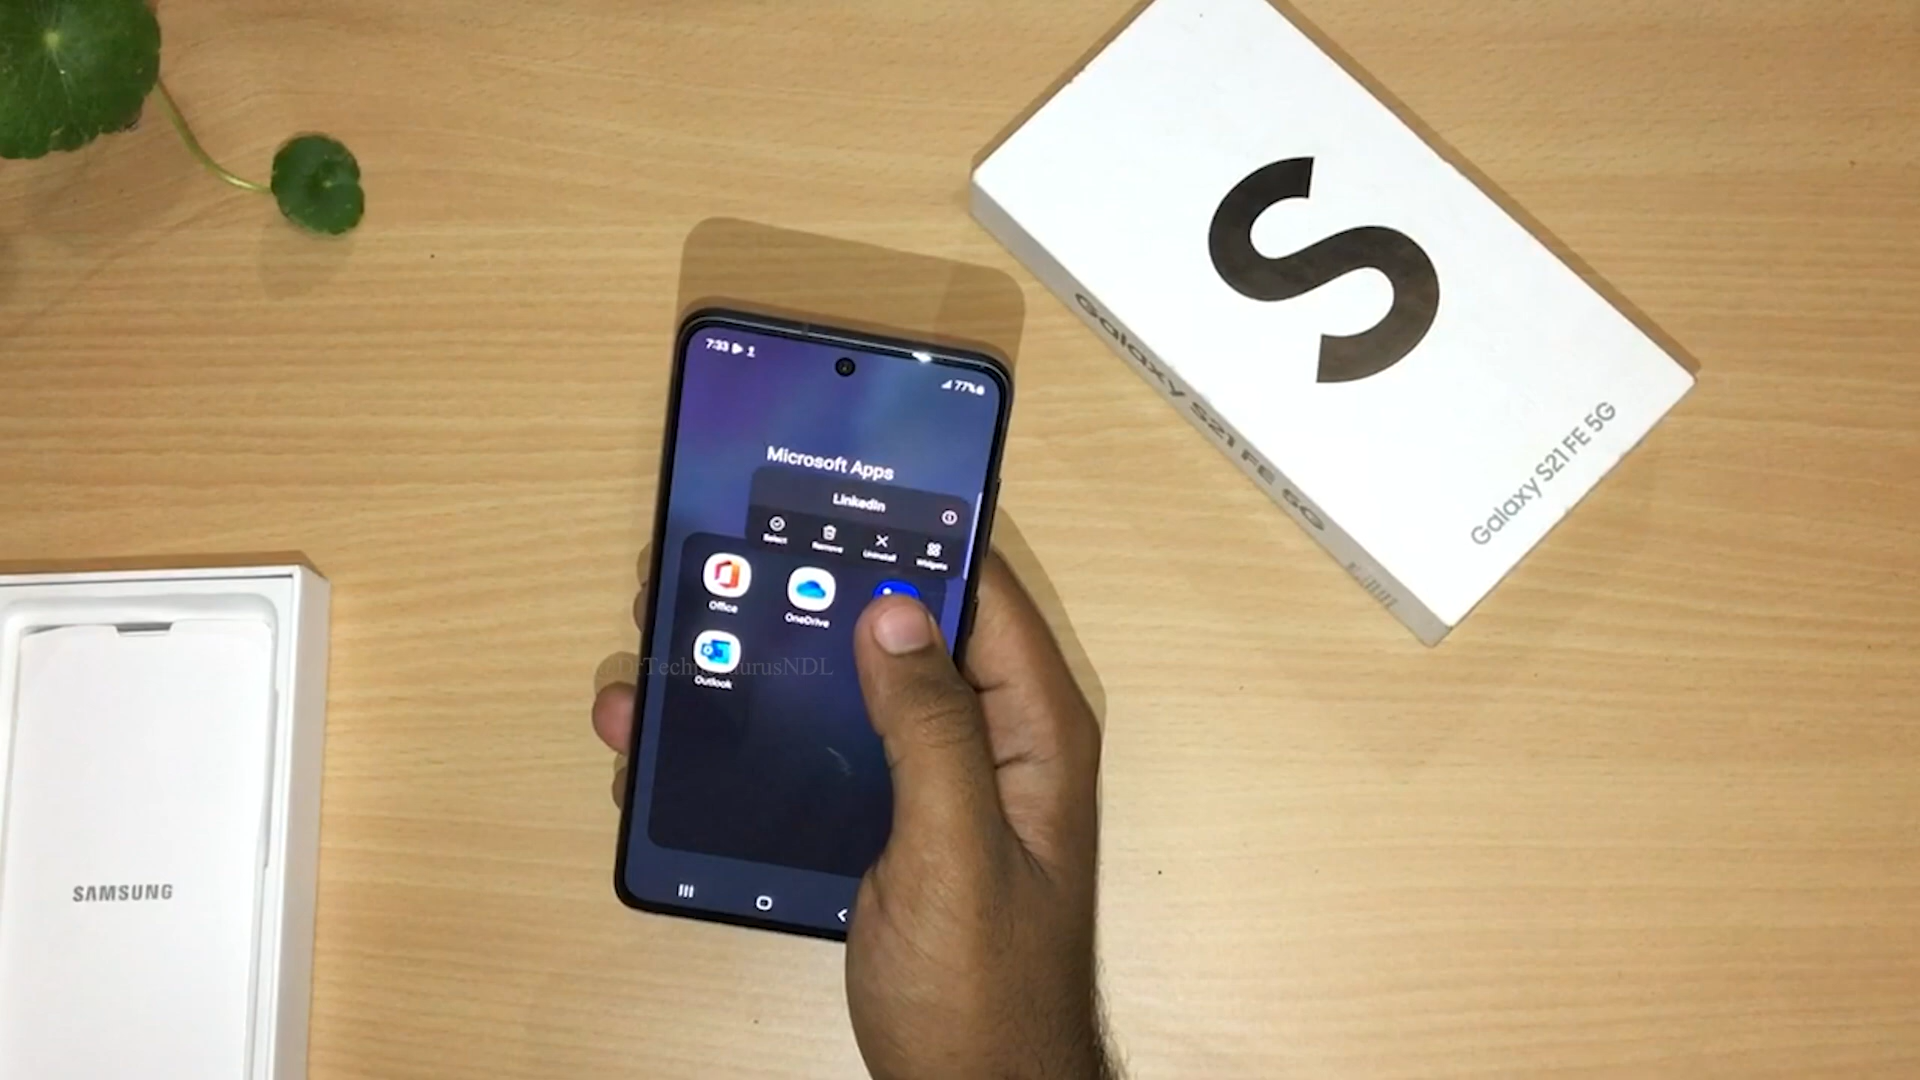 7:33
77%
Microsoft Apps
LinkedIn
Select
Remove
Uninstall
Widgets
Office
OneDrive
Outlook
SAMSUNG
S
Galaxy S21 FE 5G
Galaxy S21 FE 5G